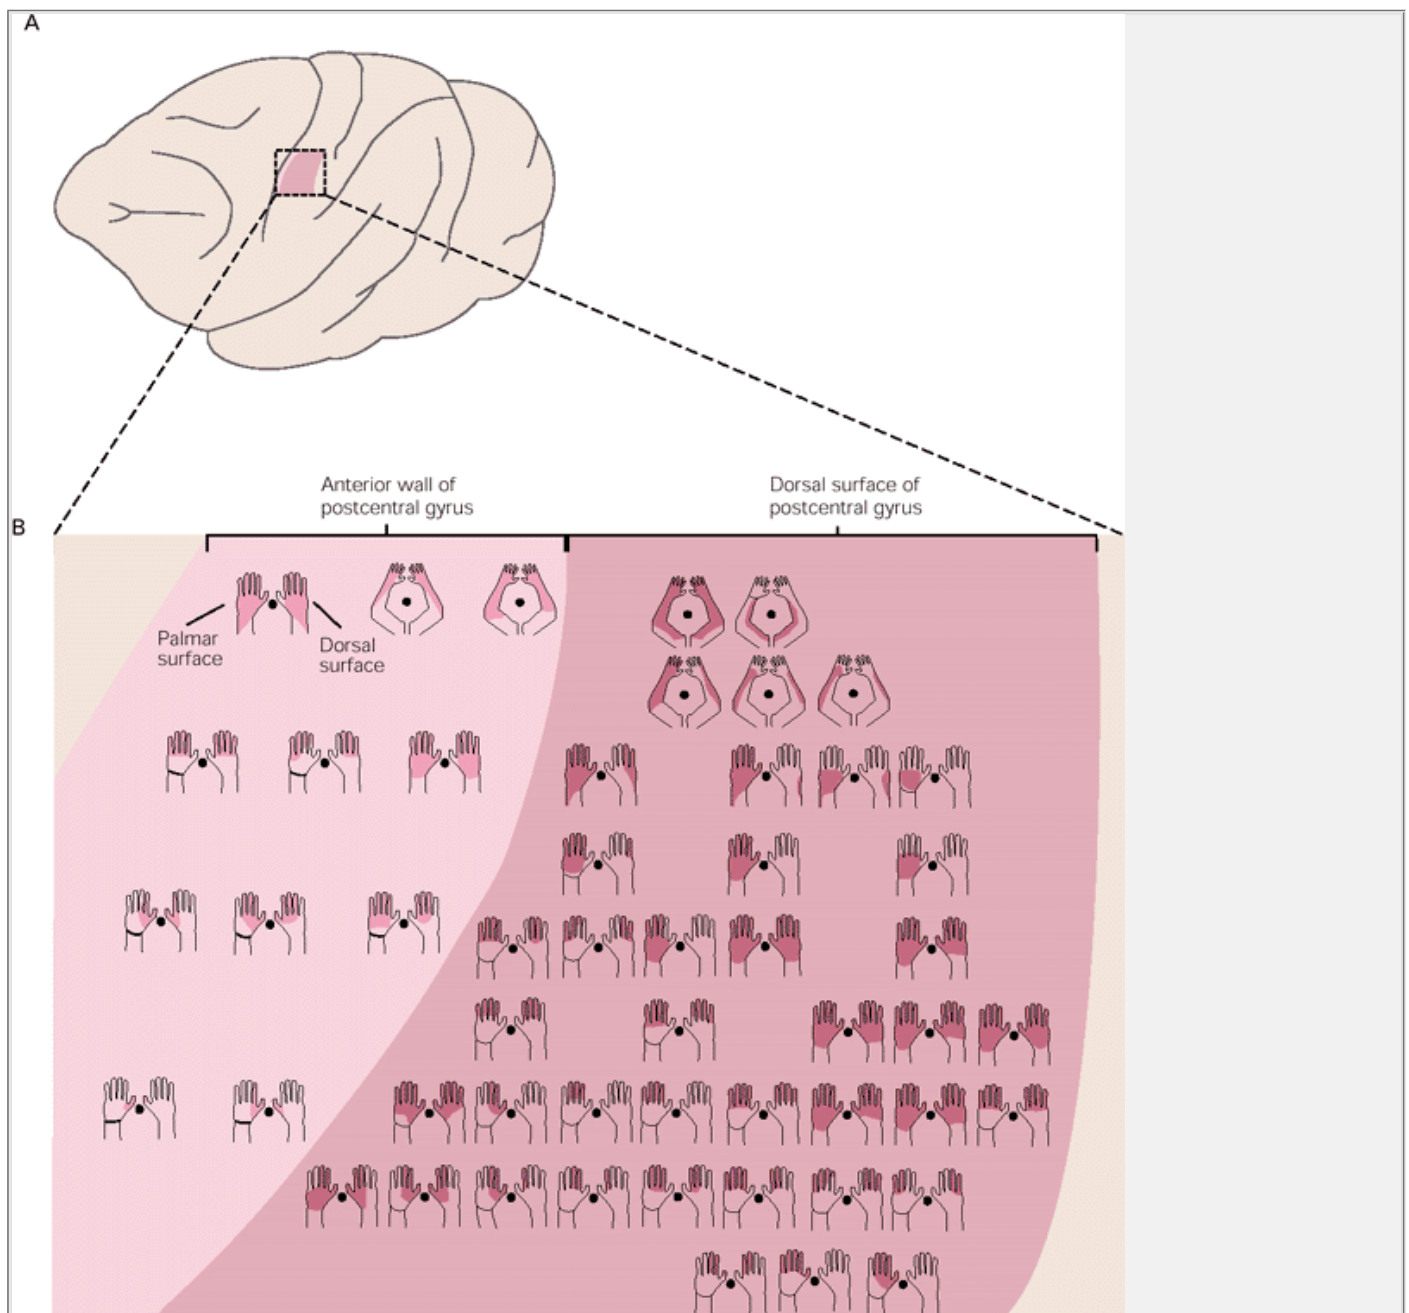 A
Anterior wall of
postcentral gyrus
Dorsal surface of
postcentral gyrus
B
Palmar
surface
Dorsal
surface